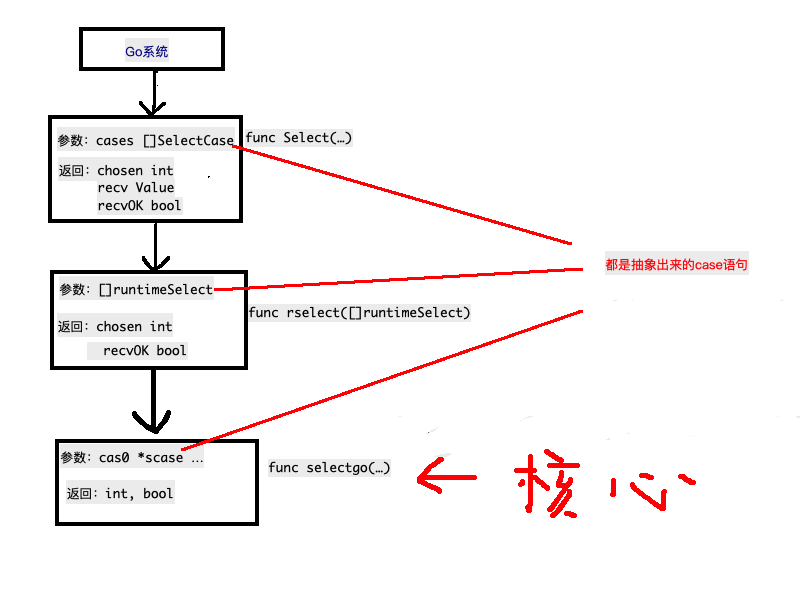 Go系统
参数：cases []SelectCase
func Select(…)
返回：chosen int
recv Value
recvOK bool
都是抽象出来的case语句
参数：[]runtimeSelect
func rselect([]runtimeSelect)
返回：chosen int
recvOK bool
参数：cas0 *scase …
func selectgo(…)
核心
返回：int, bool